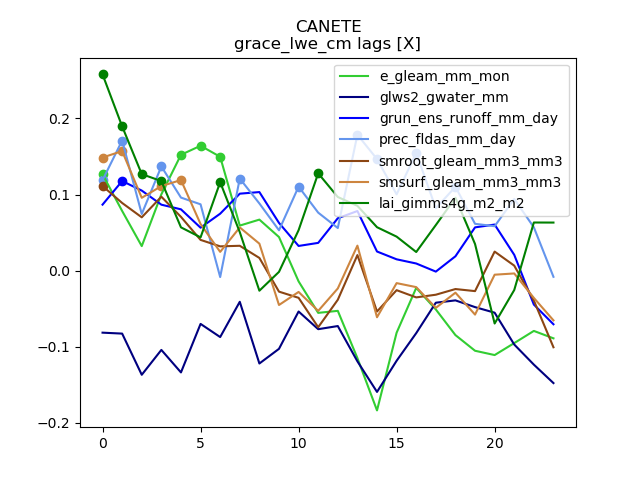 CANETE
grace_lwe_cm lags [X]
e_gleam_mm_mon
glws2_gwater_mm
grun_ens_runoff_mm_day
prec_fldas_mm_day
smroot_gleam_mm3_mm3
smsurf_gleam_mm3_mm3
lai_gimms4g_m2_m2
0.2
0.1
0.0
−0.1
−0.2
0 5 10 15 20